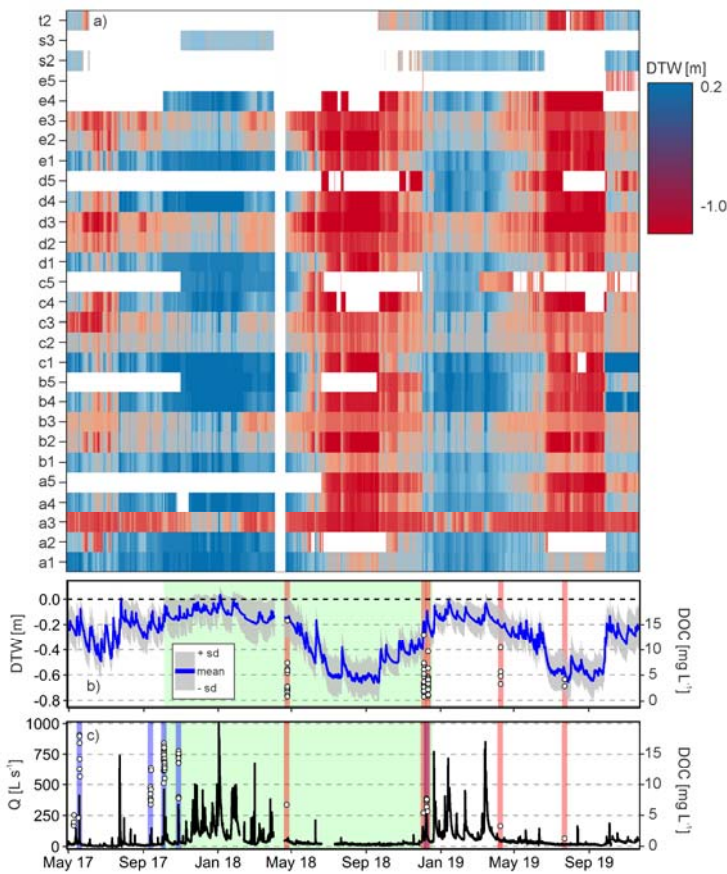 a)
t2
s3
s2
e5
e4
e3
e2
e1
d5
d4
d3
d2
d1
c5
c4
c3
c2
c1
b5
b4
b3
b2
b1
a5
a4
a3
a2
a1
DTW [m]
0.2
-1.0
DTW [m]
0.0
-0.2
-0.4
-0.6
-0.8
b)
+ sd
mean
- sd
15
10
5
0
DOC [mg L⁻¹]
Q [L s⁻¹]
1000
750
500
250
0
c)
15
10
5
0
DOC [mg L⁻¹]
May 17 Sep 17 Jan 18 May 18 Sep 18 Jan 19 May 19 Sep 19